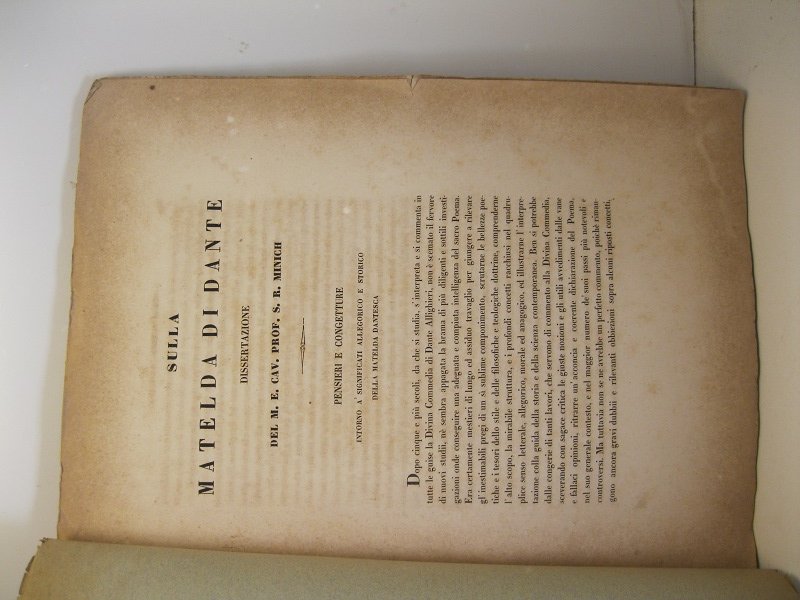 SULLA
MATELDA DI DANTE
DISSERTAZIONE
DEL M. E. CAV. PROF. S. R. MINICH
PENSIERI E CONGETTURE
INTORNO A SIGNIFICATI ALLEGORICO E STORICO
DELLA MATELDA DANTESCA
Dopo cinque e più secoli, da che si studia, s'interpreta e si commenta in
tutte le guise la Divina Commedia di Dante Allighieri, non è scemato il fervore
di nuovi studii, nè sembra appagata la brama di più diligenti e sottili investi-
gazioni onde conseguire una adeguata e compiuta intelligenza del sacro Poema.
Era certamente mestieri di lungo ed assiduo travaglio per giungere a rilevare
gl'inestimabili pregi di un sì sublime componimento, scrutarne le bellezze poe-
tiche e i tesori dello stile e delle filosofiche e teologiche dottrine, comprenderne
l'alto scopo, la mirabile struttura, e i profondi concetti racchiusi nel quadru-
plice senso letterale, allegorico, morale ed anagogico, ed illustrarne l'interpre-
tazione colla guida della storia e della scienza contemporanea. Ben si potrebbe
dalle congerie di tanti lavori, che servono di commento alla Divina Commedia,
sceverando con sagace critica le giuste nozioni e gli utili avvedimenti dalle vane
e fallaci opinioni, ritrarre un'acconcia e corrente dichiarazione del Poema,
nel suo generale contesto, e nel maggior numero de' suoi passi più notevoli e
controversi. Ma tuttavia non se ne avrebbe un perfetto commento, poichè riman-
gono ancora gravi dubbii e rilevanti obbiezioni sopra alcuni riposti concetti,